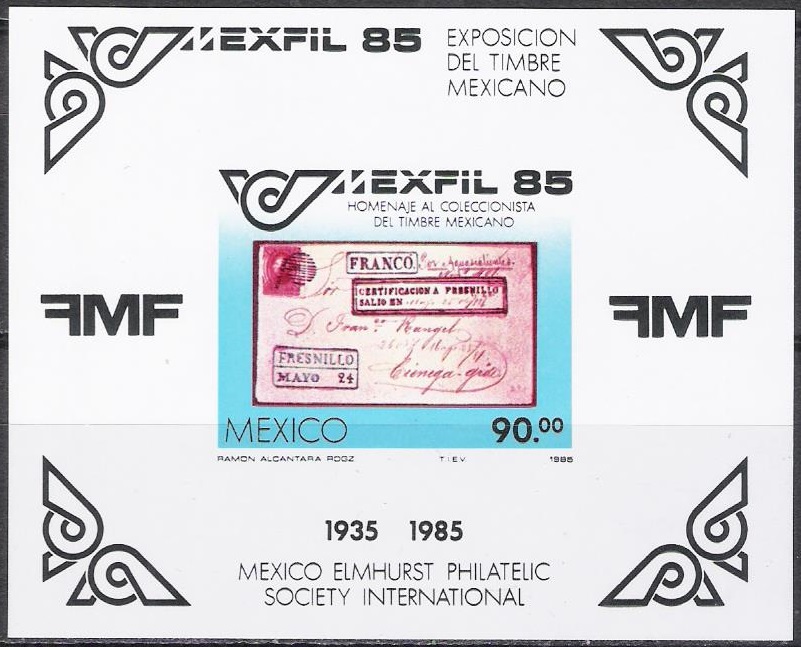 MEXFIL 85
EXPOSICION
DEL TIMBRE
MEXICANO
MEXFIL 85
HOMENAJE AL COLECCIONISTA
DEL TIMBRE MEXICANO
FRANCO.
CERTIFICACION A FRESNILLO
SALIO EN
FRESNILLO
MAYO 24
FMF
FMF
MEXICO 90.00
RAMON ALCANTARA RDGZ T.I.E.V. 1985
1935 1985
MEXICO ELMHURST PHILATELIC
SOCIETY INTERNATIONAL